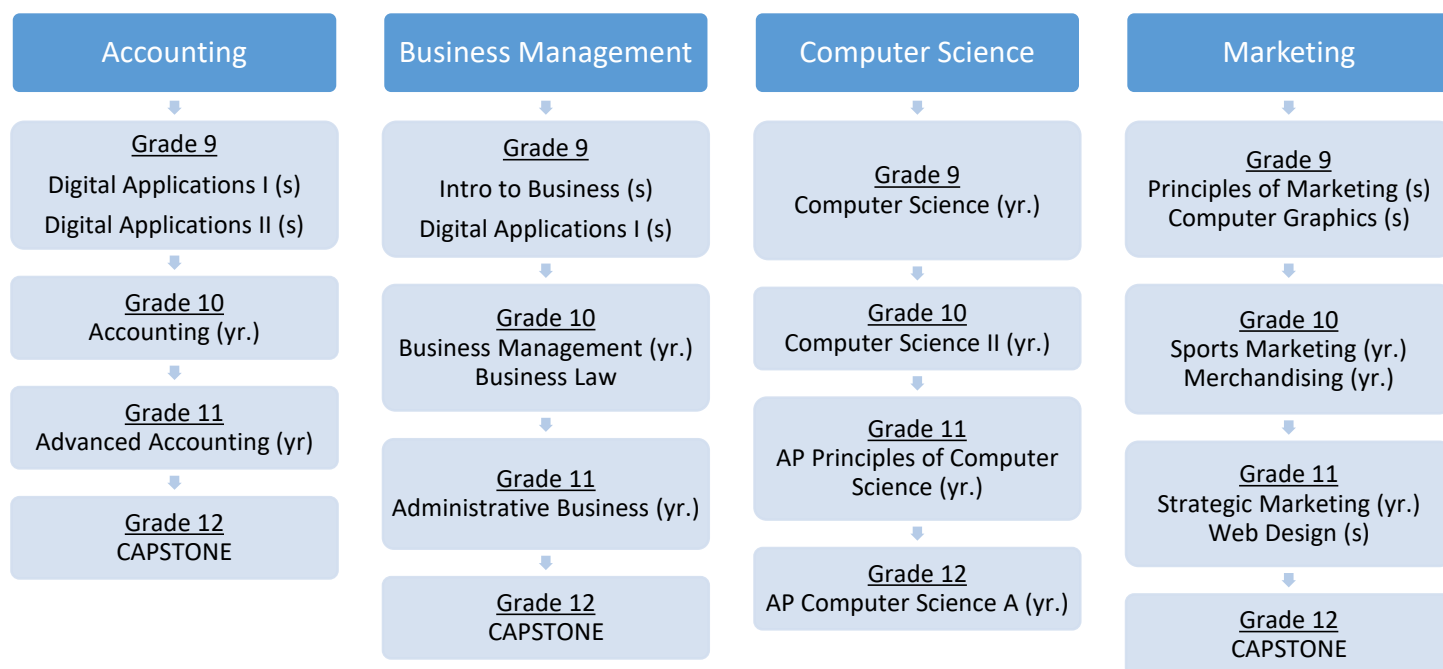 Accounting
Grade 9
Digital Applications I (s)
Digital Applications II (s)
Grade 10
Accounting (yr.)
Grade 11
Advanced Accounting (yr)
Grade 12
CAPSTONE
Business Management
Grade 9
Intro to Business (s)
Digital Applications I (s)
Grade 10
Business Management (yr.)
Business Law
Grade 11
Administrative Business (yr.)
Grade 12
CAPSTONE
Computer Science
Grade 9
Computer Science (yr.)
Grade 10
Computer Science II (yr.)
Grade 11
AP Principles of Computer
Science (yr.)
Grade 12
AP Computer Science A (yr.)
Marketing
Grade 9
Principles of Marketing (s)
Computer Graphics (s)
Grade 10
Sports Marketing (yr.)
Merchandising (yr.)
Grade 11
Strategic Marketing (yr.)
Web Design (s)
Grade 12
CAPSTONE